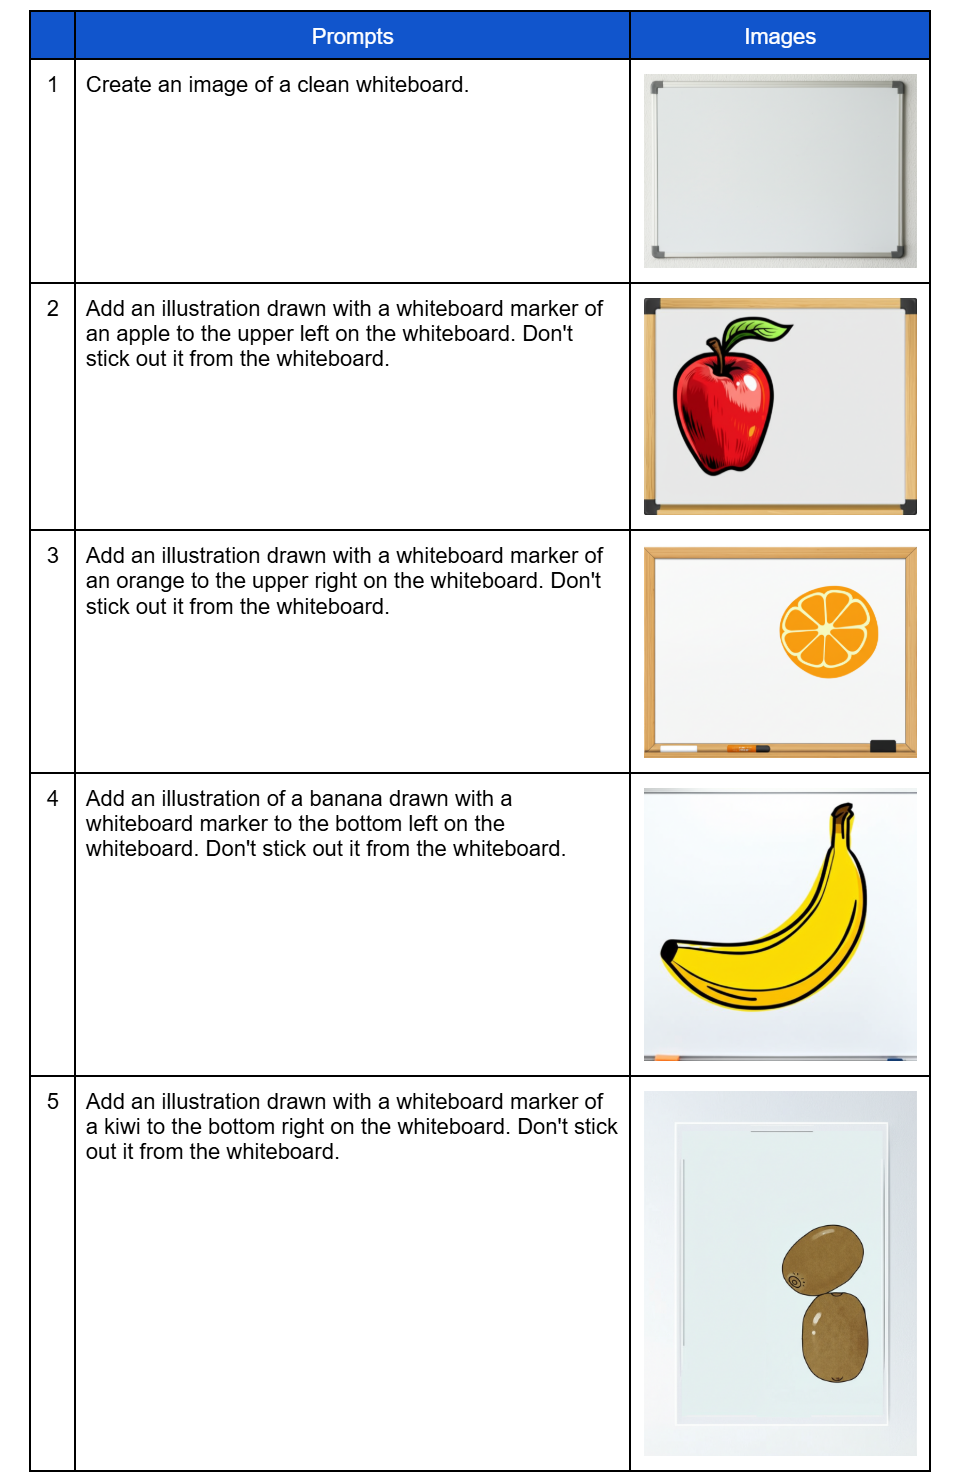 Prompts
Images
1
Create an image of a clean whiteboard.
2
Add an illustration drawn with a whiteboard marker of
an apple to the upper left on the whiteboard. Don't
stick out it from the whiteboard.
3
Add an illustration drawn with a whiteboard marker of
an orange to the upper right on the whiteboard. Don't
stick out it from the whiteboard.
4
Add an illustration of a banana drawn with a
whiteboard marker to the bottom left on the
whiteboard. Don't stick out it from the whiteboard.
5
Add an illustration drawn with a whiteboard marker of
a kiwi to the bottom right on the whiteboard. Don't stick
out it from the whiteboard.